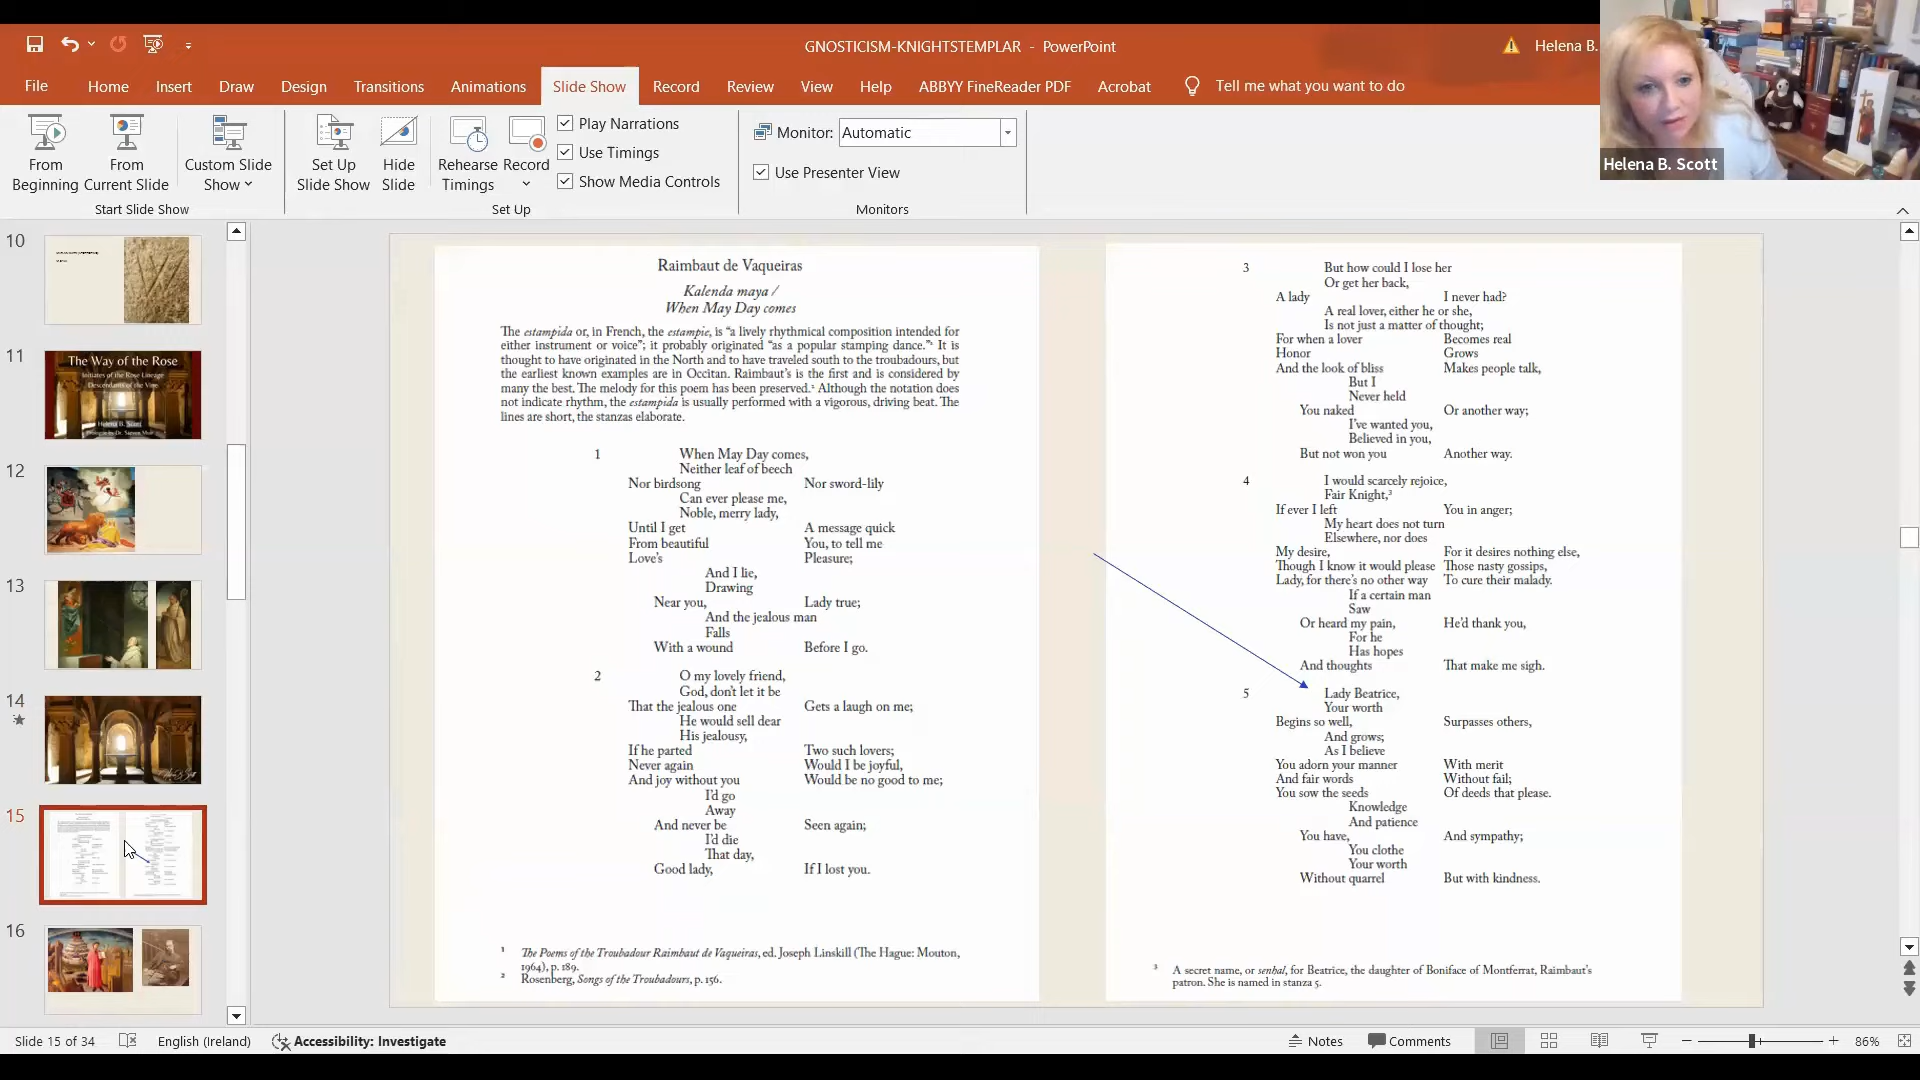 GNOSTICISM-KNIGHTSTEMPLAR - PowerPoint
Helena B.
File Home Insert Draw Design Transitions Animations Slide Show Record Review View Help ABBYY FineReader PDF Acrobat Tell me what you want to do
From Beginning
From Current Slide
Custom Slide Show
Start Slide Show
Set Up Slide Show
Hide Slide
Rehearse Timings
Record
Play Narrations
Use Timings
Show Media Controls
Set Up
Monitor: Automatic
Use Presenter View
Monitors
Helena B. Scott
10
11
The Way of the Rose
Initiates of the Rose Lineage
Descendants of the Vine
Helena B. Scott
12
13
14
15
16
Raimbaut de Vaqueiras
Kalenda maya /
When May Day comes
The estampida or, in French, the estampie, is “a lively rhythmical composition intended for
either instrument or voice”; it probably originated “as a popular stamping dance.”¹ It is
thought to have originated in the North and to have traveled south to the troubadours, but
the earliest known examples are in Occitan. Raimbaut’s is the first and is considered by
many the best. The melody for this poem has been preserved.² Although the notation does
not indicate rhythm, the estampida is usually performed with a vigorous, driving beat. The
lines are short, the stanzas elaborate.
1 When May Day comes,
Neither leaf of beech
Nor birdsong Nor sword-lily
Can ever please me,
Noble, merry lady,
Until I get A message quick
From beautiful You, to tell me
Love’s Pleasure;
And I lie,
Drawing
Near you, Lady true;
And the jealous man
Falls
With a wound Before I go.
2 O my lovely friend,
God, don’t let it be
That the jealous one Gets a laugh on me;
He would sell dear
His jealousy,
If he parted Two such lovers;
Never again Would I be joyful,
And joy without you Would be no good to me;
I’d go
Away
And never be Seen again;
I’d die
That day,
Good lady, If I lost you.
¹ The Poems of the Troubadour Raimbaut de Vaqueiras, ed. Joseph Linskill (The Hague: Mouton,
1964), p. 189.
² Rosenberg, Songs of the Troubadours, p. 156.
3 But how could I lose her
Or get her back,
A lady I never had?
A real lover, either he or she,
Is not just a matter of thought;
For when a lover Becomes real
Honor Grows
And the look of bliss Makes people talk,
But I
Never held
You naked Or another way;
I’ve wanted you,
Believed in you,
But not won you Another way.
4 I would scarcely rejoice,
Fair Knight,³
If ever I left You in anger;
My heart does not turn
Elsewhere, nor does
My desire, For it desires nothing else,
Though I know it would please Those nasty gossips,
Lady, for there’s no other way To cure their malady.
If a certain man
Saw
Or heard my pain, He’d thank you,
For he
Has hopes
And thoughts That make me sigh.
5 Lady Beatrice,
Your worth
Begins so well, Surpasses others,
And grows;
As I believe
You adorn your manner With merit
And fair words Without fail;
You sow the seeds Of deeds that please.
Knowledge
And patience
You have, And sympathy;
You clothe
Your worth
Without quarrel But with kindness.
³ A secret name, or senhal, for Beatrice, the daughter of Boniface of Montferrat, Raimbaut’s
patron. She is named in stanza 5.
Slide 15 of 34 English (Ireland) Accessibility: Investigate Notes Comments 86%